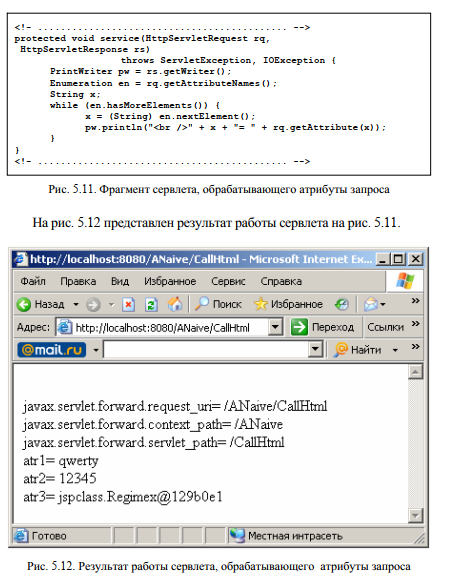 <!- ............................................ -->
protected void service(HttpServletRequest rq,
HttpServletResponse rs)
throws ServletException, IOException {
PrintWriter pw = rs.getWriter();
Enumeration en = rq.getAttributeNames();
String x;
while (en.hasMoreElements()) {
x = (String) en.nextElement();
pw.println("<br />" + x + "= " + rq.getAttribute(x));
}
}
<!- ............................................ -->
Рис. 5.11. Фрагмент сервлета, обрабатывающего атрибуты запроса
На рис. 5.12 представлен результат работы сервлета на рис. 5.11.
http://localhost:8080/ANaive/CallHtml - Microsoft Internet Ex...
Файл Правка Вид Избранное Сервис Справка
Назад Поиск Избранное »
Адрес: http://localhost:8080/ANaive/CallHtml Переход Ссылки »
@mail.ru Найти »
javax.servlet.forward.request_uri= /ANaive/CallHtml
javax.servlet.forward.context_path= /ANaive
javax.servlet.forward.servlet_path= /CallHtml
atr1= qwerty
atr2= 12345
atr3= jspclass.Regimex@129b0e1
Готово Местная интрасеть
Рис. 5.12. Результат работы сервлета, обрабатывающего атрибуты запроса